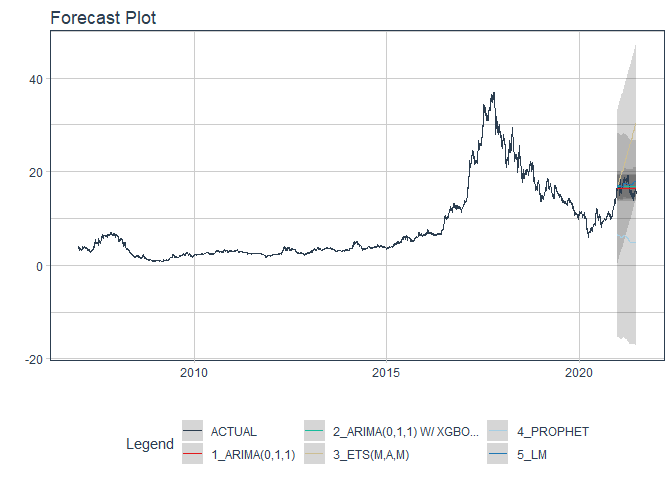 Forecast Plot
40
20
0
-20
2010
2015
2020
Legend
ACTUAL
2_ARIMA(0,1,1) W/ XGBO...
4_PROPHET
1_ARIMA(0,1,1)
3_ETS(M,A,M)
5_LM